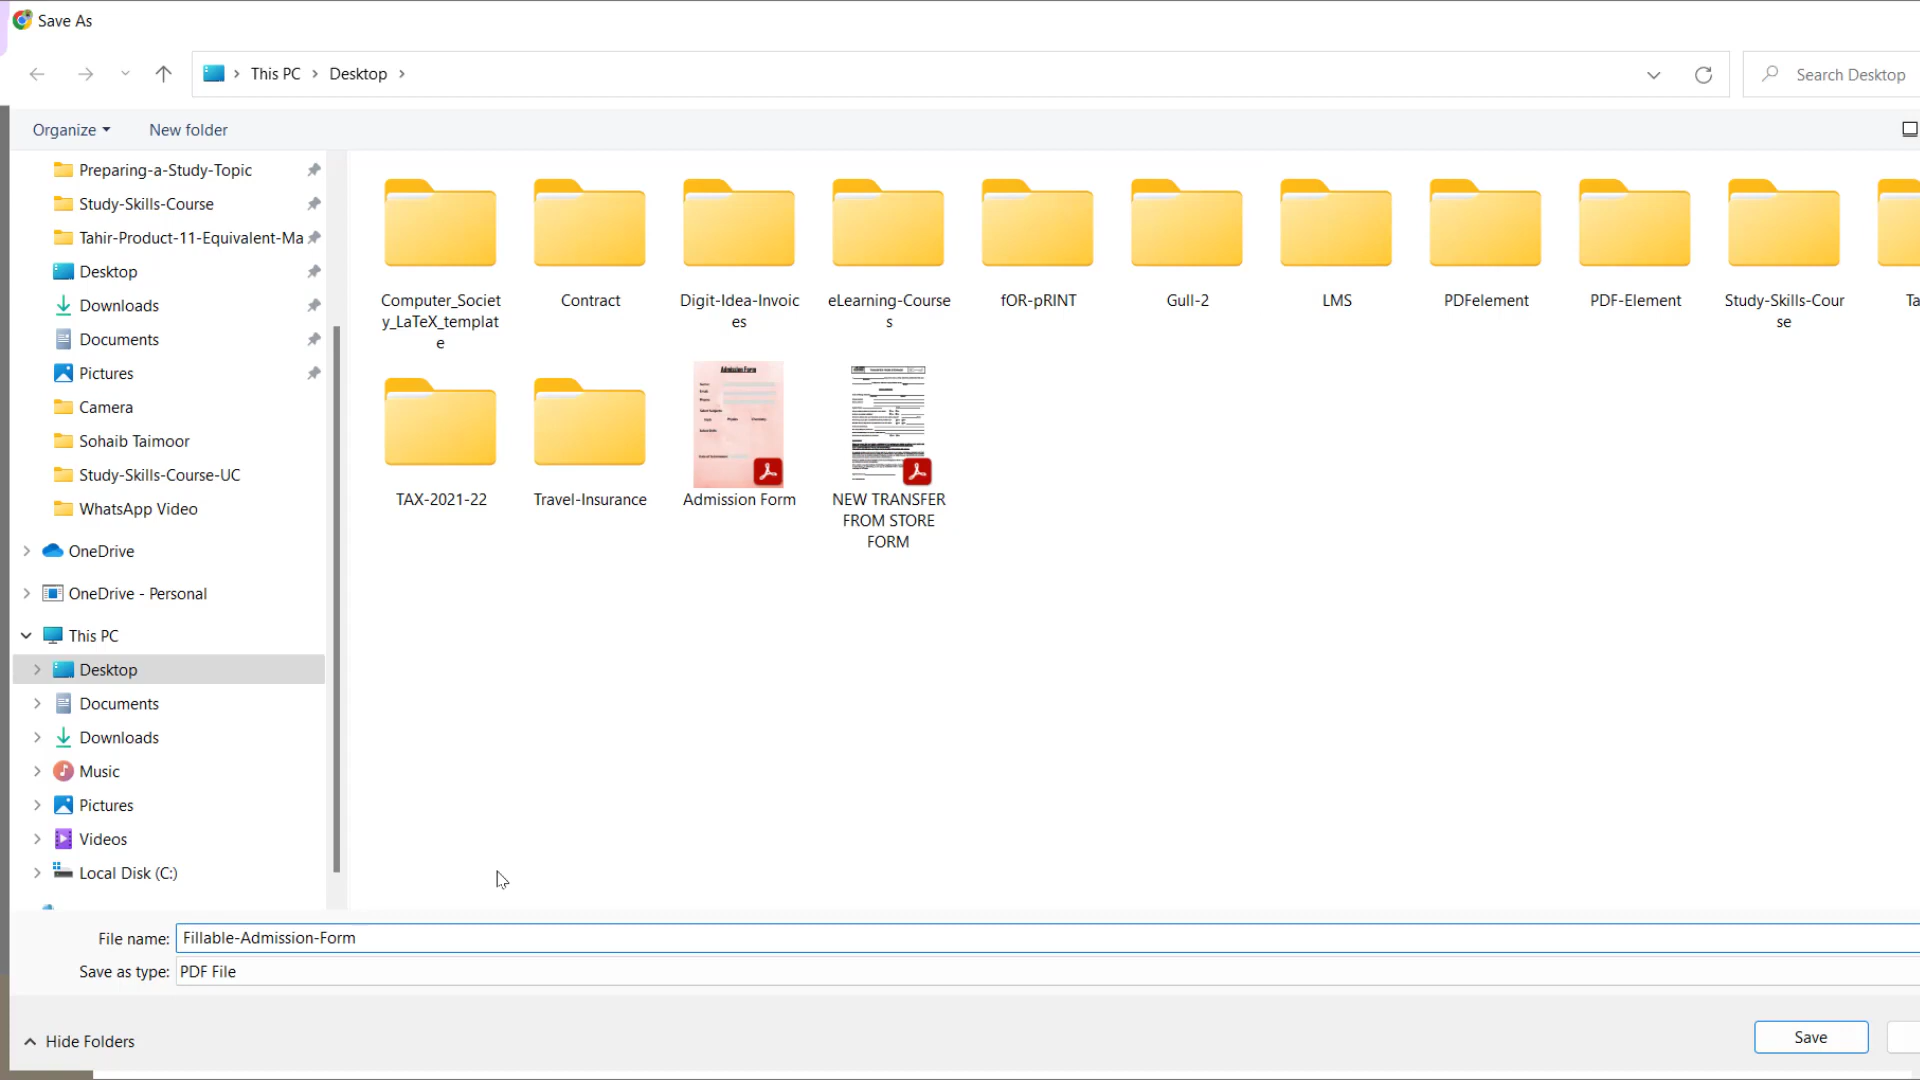 Save As
This PC
Desktop
Search Desktop
Organize
New folder
Preparing-a-Study-Topic
Study-Skills-Course
Tahir-Product-11-Equivalent-Ma
Desktop
Downloads
Documents
Pictures
Camera
Sohaib Taimoor
Study-Skills-Course-UC
WhatsApp Video
OneDrive
OneDrive - Personal
This PC
Desktop
Documents
Downloads
Music
Pictures
Videos
Local Disk (C:)
Computer_Societ
y_LaTeX_templat
e
Contract
Digit-Idea-Invoic
es
eLearning-Course
s
fOR-pRINT
Gull-2
LMS
PDFelement
PDF-Element
Study-Skills-Cour
se
Ta
TAX-2021-22
Travel-Insurance
Admission Form
Admission Form
NEW TRANSFER
FROM STORE
FORM
File name: Fillable-Admission-Form
Save as type: PDF File
Hide Folders
Save